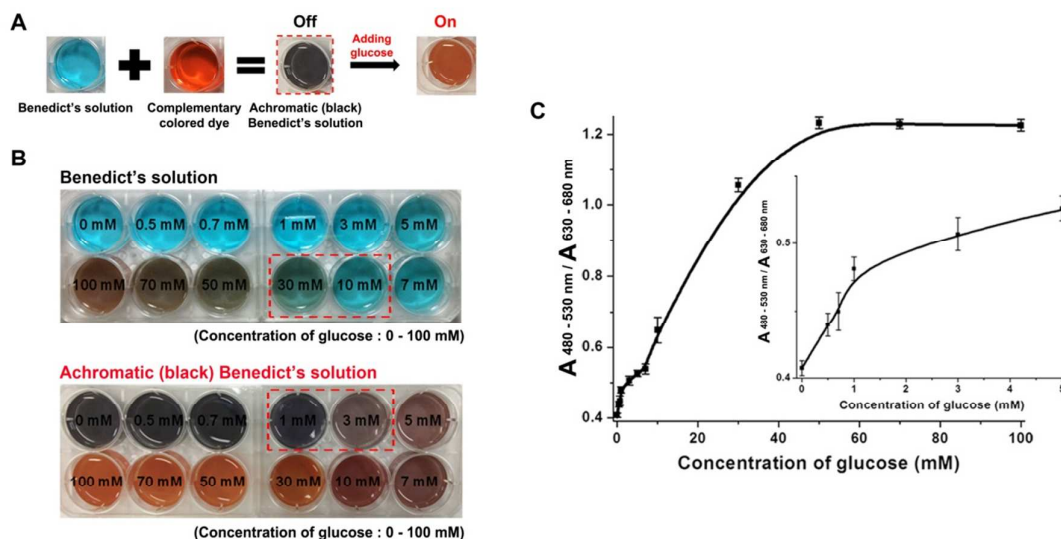 A
Off
On
Adding
glucose
Benedict's solution
Complementary
colored dye
Achromatic (black)
Benedict's solution
B
Benedict's solution
0 mM 0.5 mM 0.7 mM 1 mM 3 mM 5 mM
100 mM 70 mM 50 mM 30 mM 10 mM 7 mM
(Concentration of glucose : 0 - 100 mM)
Achromatic (black) Benedict's solution
0 mM 0.5 mM 0.7 mM 1 mM 3 mM 5 mM
100 mM 70 mM 50 mM 30 mM 10 mM 7 mM
(Concentration of glucose : 0 - 100 mM)
C
A 480 - 530 nm / A 630 - 680 nm
1.2
1.0
0.8
0.6
0.4
0 20 40 60 80 100
Concentration of glucose (mM)
A 480 - 530 nm / A 630 - 680 nm
0.5
0.4
0 1 2 3 4 5
Concentration of glucose (mM)